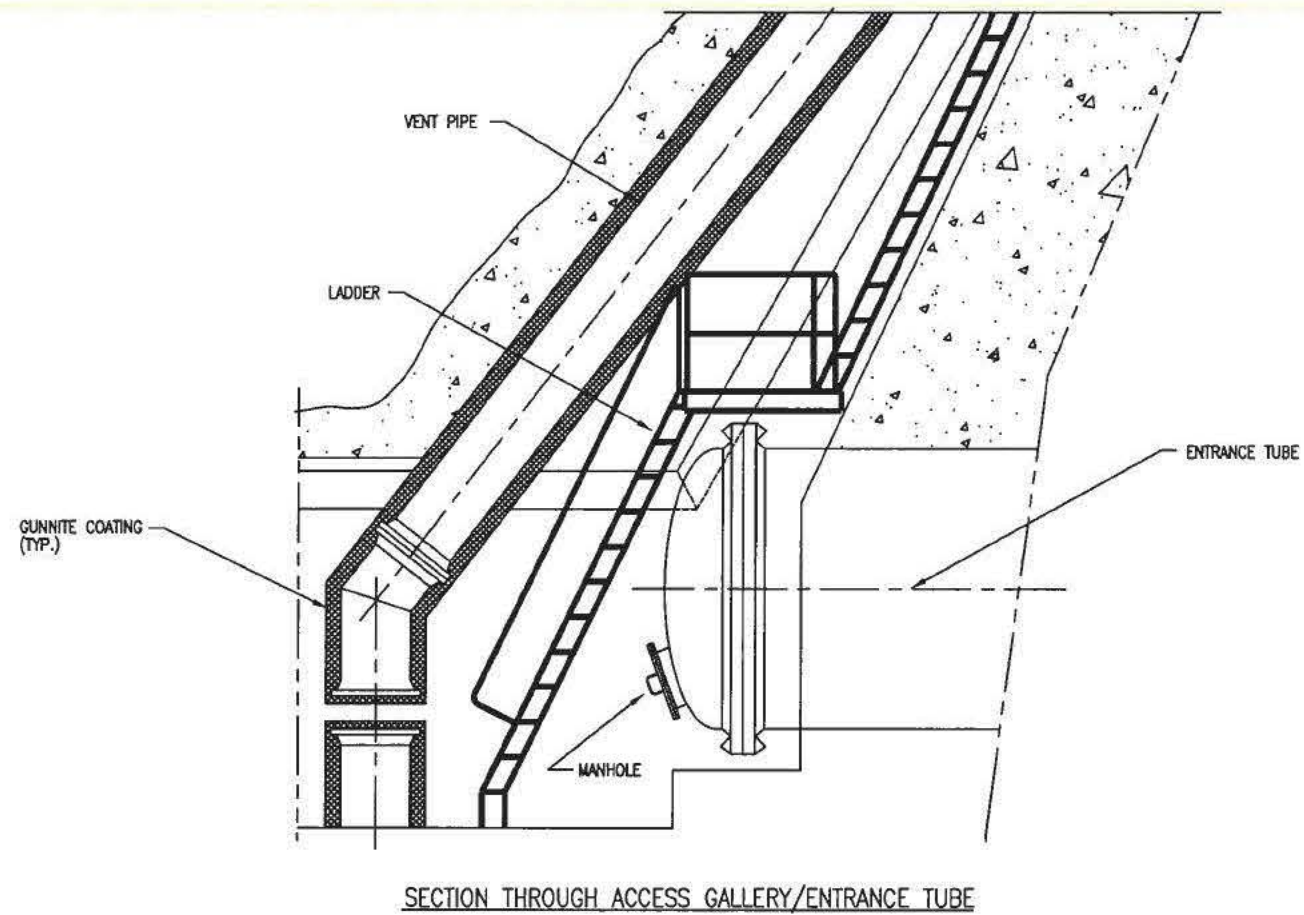 VENT PIPE
LADDER
ENTRANCE TUBE
GUNNITE COATING
(TYP.)
MANHOLE
SECTION THROUGH ACCESS GALLERY/ENTRANCE TUBE